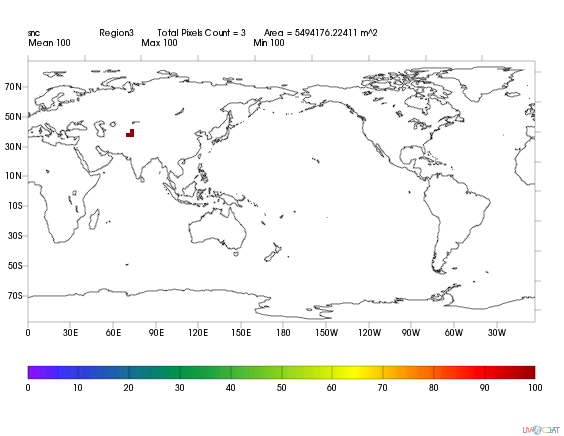 snc Region3 Total Pixels Count = 3 Area = 5494176.22411 m^2
Mean 100 Max 100 Min 100
70N
50N
30N
10N
10S
30S
50S
70S
0 30E 60E 90E 120E 150E 180 150W 120W 90W 60W 30W
0 10 20 30 40 50 60 70 80 90 100